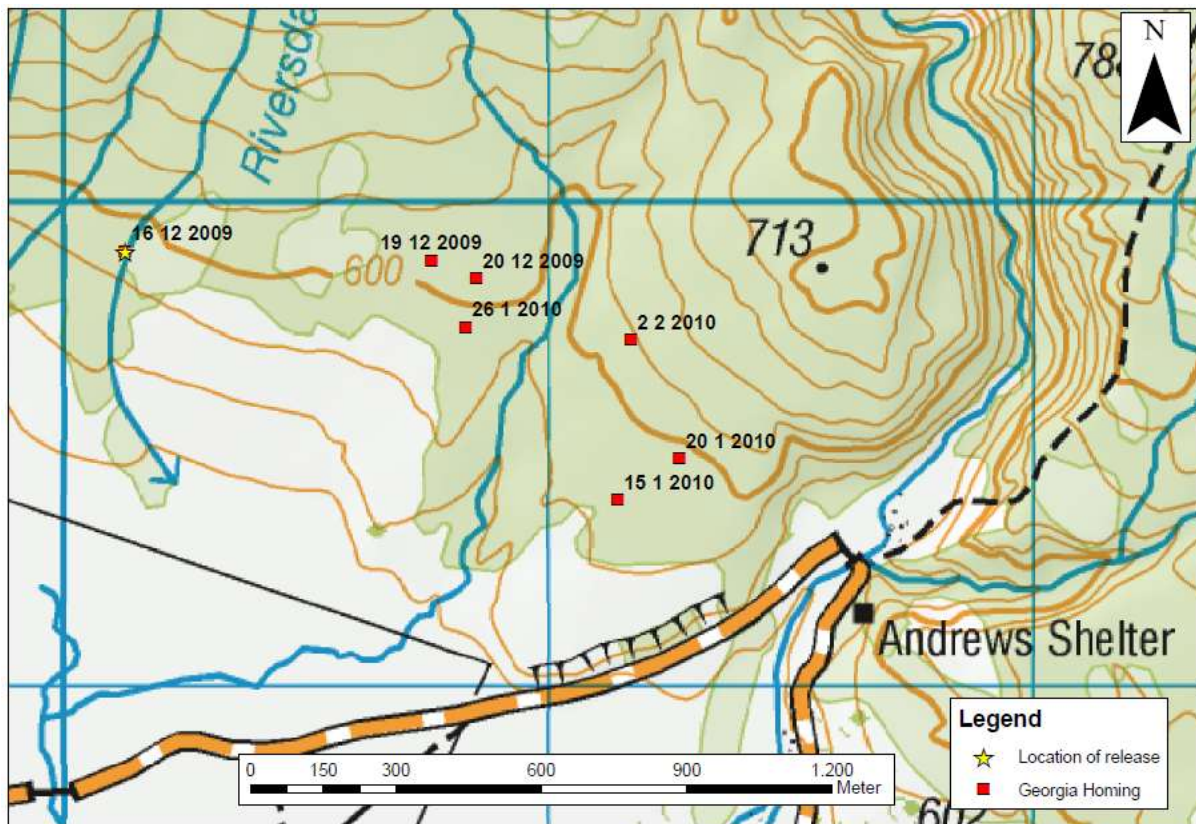 N
78
Riversda
16 12 2009
19 12 2009
713
20 12 2009
600
26 1 2010
2 2 2010
20 1 2010
15 1 2010
Andrews Shelter
Legend
Location of release
Georgia Homing
0 150 300 600 900 1.200
Meter
602